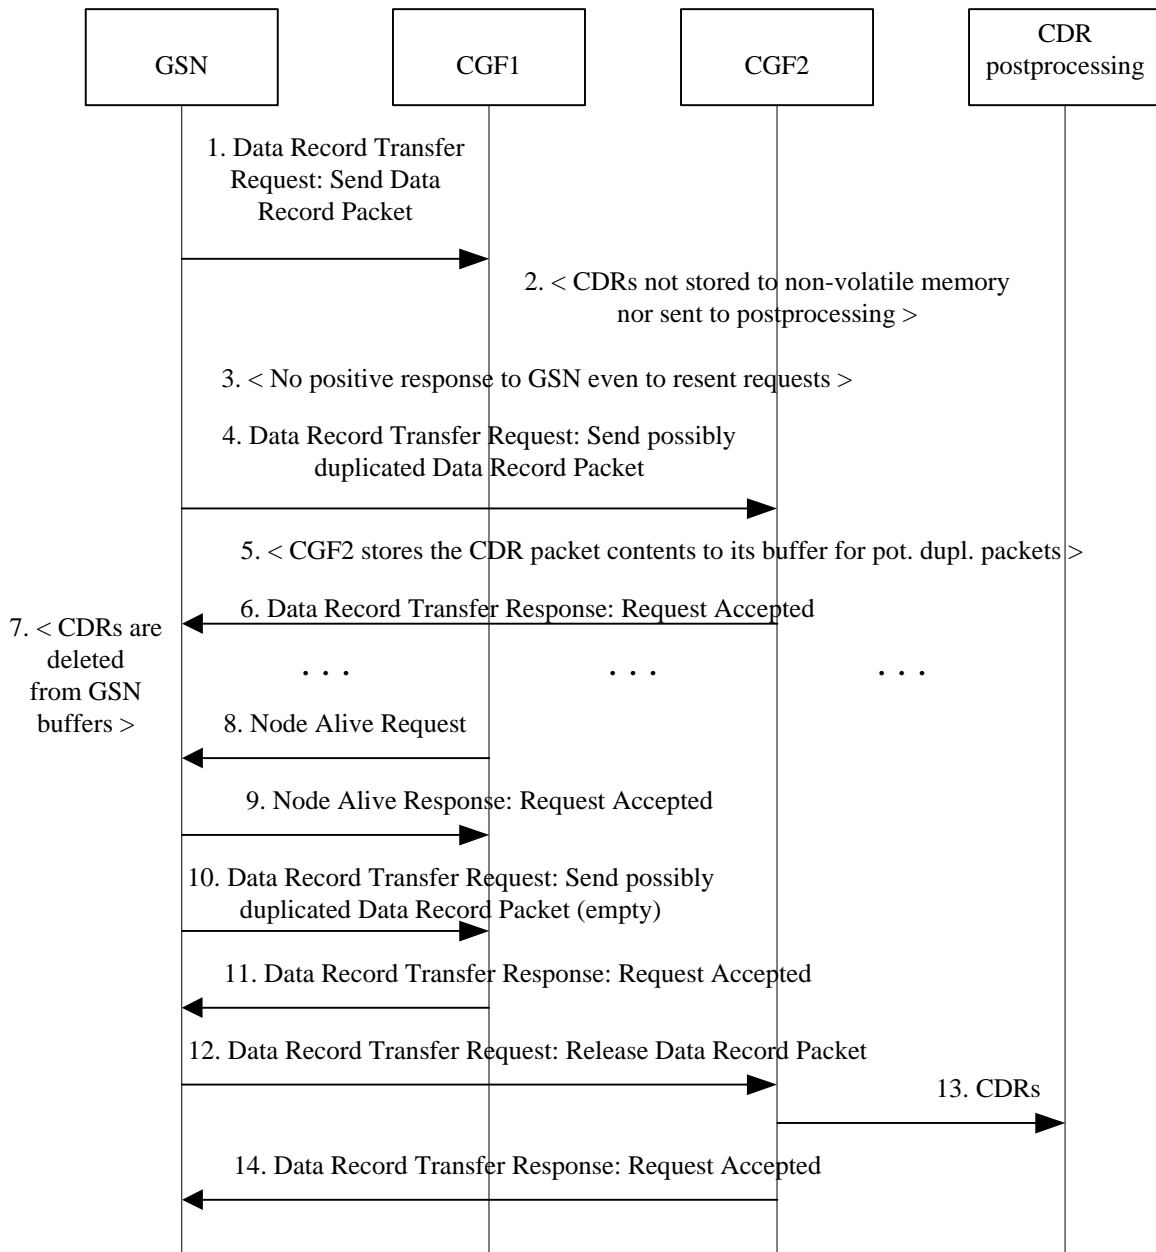 GSN
CGF1
CGF2
CDR
postprocessing
1. Data Record Transfer
Request: Send Data
Record Packet
2. < CDRs not stored to non-volatile memory
nor sent to postprocessing >
3. < No positive response to GSN even to resent requests >
4. Data Record Transfer Request: Send possibly
duplicated Data Record Packet
5. < CGF2 stores the CDR packet contents to its buffer for pot. dupl. packets >
6. Data Record Transfer Response: Request Accepted
7. < CDRs are
deleted
from GSN
buffers >
. . .
. . .
. . .
8. Node Alive Request
9. Node Alive Response: Request Accepted
10. Data Record Transfer Request: Send possibly
duplicated Data Record Packet (empty)
11. Data Record Transfer Response: Request Accepted
12. Data Record Transfer Request: Release Data Record Packet
13. CDRs
14. Data Record Transfer Response: Request Accepted